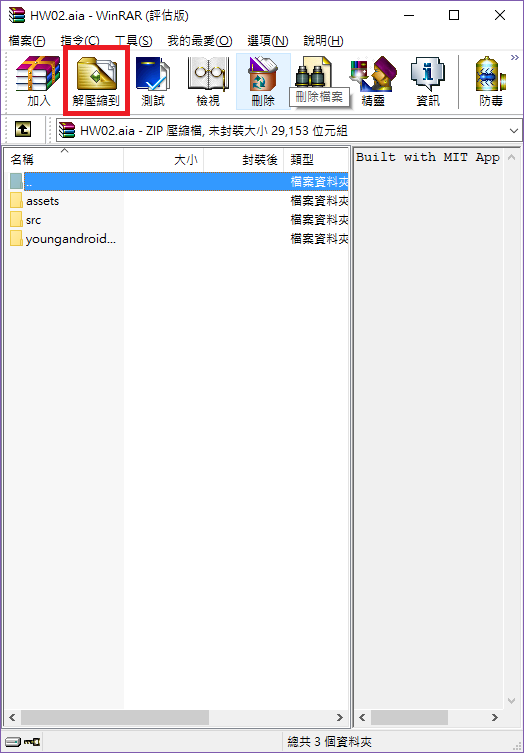 HW02.aia - WinRAR (評估版)
檔案(F) 指令(C) 工具(S) 我的最愛(O) 選項(N) 說明(H)
加入 解壓縮到 測試 檢視 刪除 精靈 資訊 防毒
刪除檔案
HW02.aia - ZIP 壓縮檔, 未封裝大小 29,153 位元組
名稱 大小 封裝後 類型
.. 檔案資料夾
assets 檔案資料夾
src 檔案資料夾
youngandroid... 檔案資料夾
Built with MIT App
總共 3 個資料夾